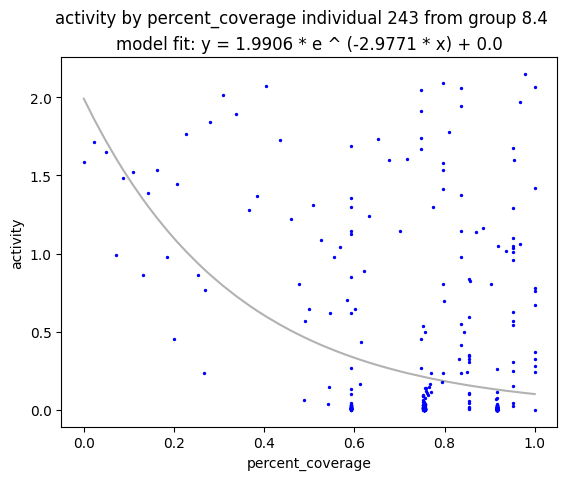 activity by percent_coverage individual 243 from group 8.4
model fit: y = 1.9906 * e ^ (-2.9771 * x) + 0.0
2.0
1.5
1.0
0.5
0.0
activity
0.0 0.2 0.4 0.6 0.8 1.0
percent_coverage